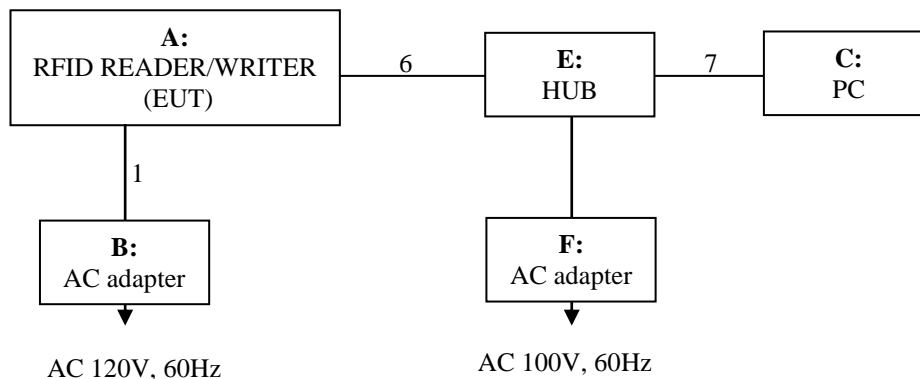 A:
RFID READER/WRITER
(EUT)
6
E:
HUB
7
C:
PC
1
B:
AC adapter
F:
AC adapter
AC 120V, 60Hz
AC 100V, 60Hz